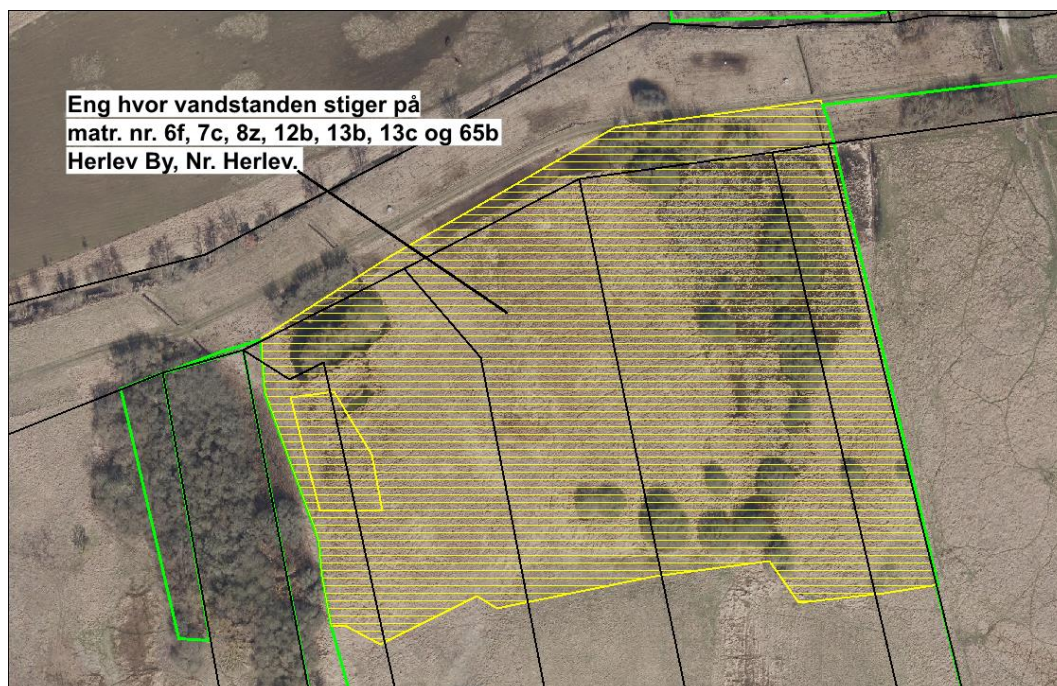 Eng hvor vandstanden stiger på
matr. nr. 6f, 7c, 8z, 12b, 13b, 13c og 65b
Herlev By, Nr. Herlev.